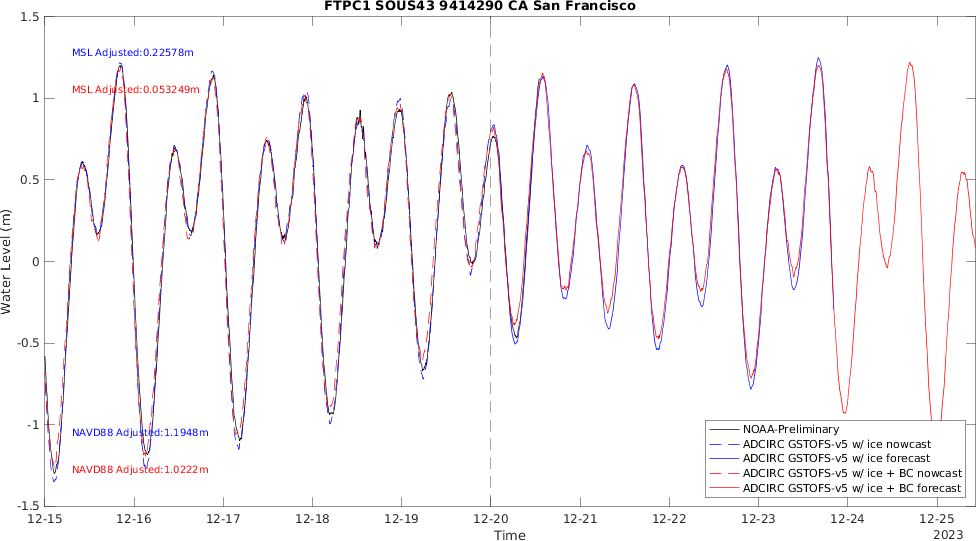 FTPC1 SOUS43 9414290 CA San Francisco
1.5
1
0.5
0
-0.5
-1
-1.5
Water Level (m)
MSL Adjusted:0.22578m
MSL Adjusted:0.053249m
NAVD88 Adjusted:1.1948m
NAVD88 Adjusted:1.0222m
NOAA-Preliminary
ADCIRC GSTOFS-v5 w/ ice nowcast
ADCIRC GSTOFS-v5 w/ ice forecast
ADCIRC GSTOFS-v5 w/ ice + BC nowcast
ADCIRC GSTOFS-v5 w/ ice + BC forecast
12-15 12-16 12-17 12-18 12-19 12-20 12-21 12-22 12-23 12-24 12-25
Time
2023